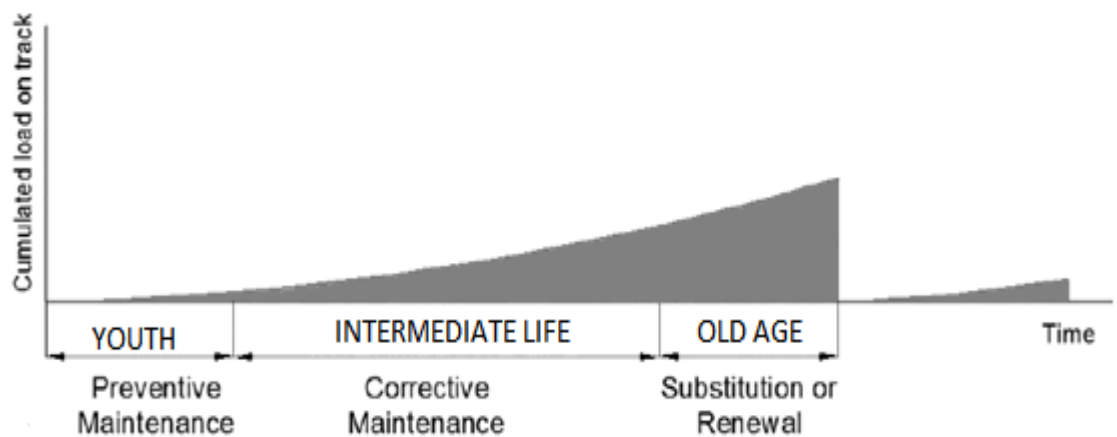 Cumulated load on track
YOUTH
INTERMEDIATE LIFE
OLD AGE
Time
Preventive
Maintenance
Corrective
Maintenance
Substitution or
Renewal